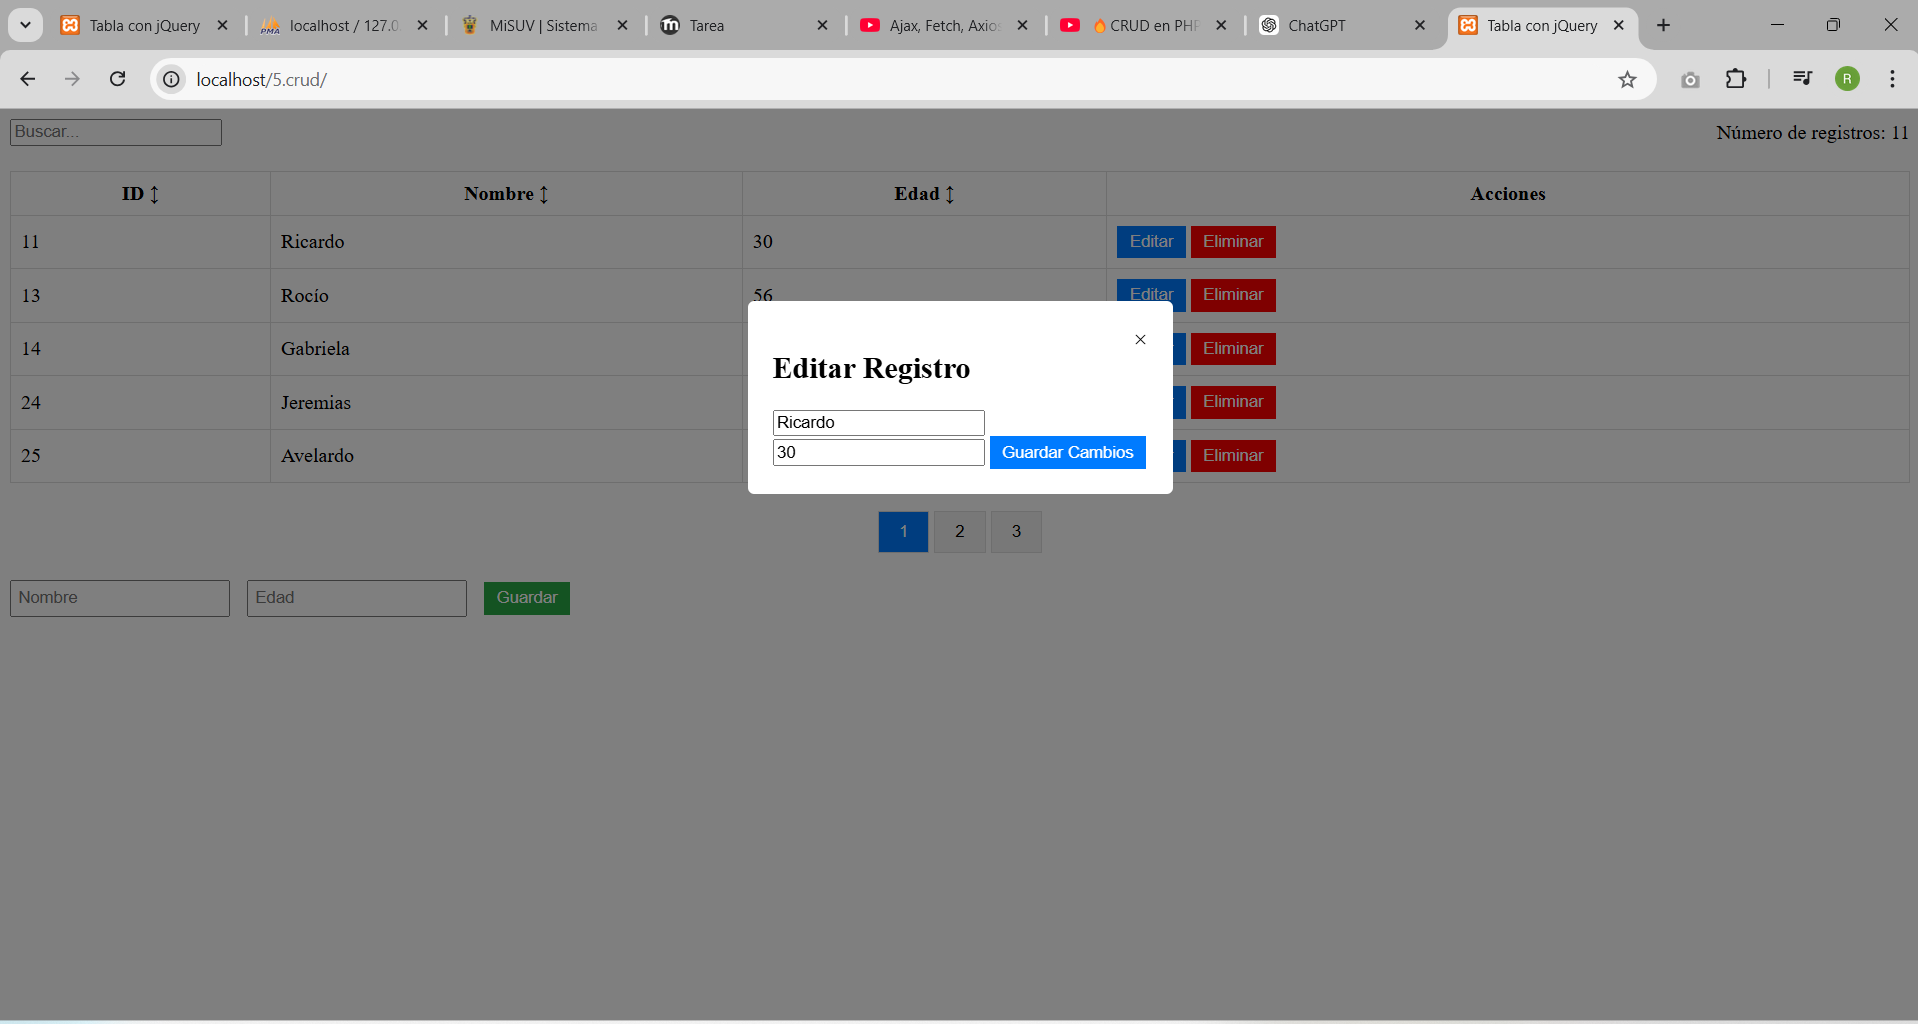 Tabla con jQuery
localhost / 127.0
MiSUV | Sistema
Tarea
Ajax, Fetch, Axios
CRUD en PHP
ChatGPT
Tabla con jQuery
localhost/5.crud/
R
Buscar...
Número de registros: 11
ID ↕ Nombre ↕ Edad ↕ Acciones
11 Ricardo 30 Editar Eliminar
13 Rocío 56 Editar Eliminar
14 Gabriela Eliminar
24 Jeremias Eliminar
25 Avelardo Eliminar
×
Editar Registro
Ricardo
30 Guardar Cambios
1 2 3
Nombre Edad Guardar